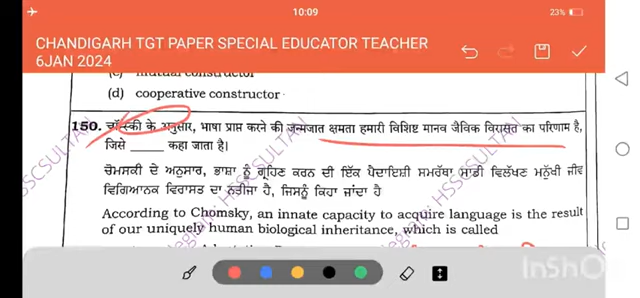 10:09
23%
CHANDIGARH TGT PAPER SPECIAL EDUCATOR TEACHER
6JAN 2024
(c) mutual constructor
(d) cooperative constructor
150. चॉम्स्की के अनुसार, भाषा प्राप्त करने की जन्मजात क्षमता हमारी विशिष्ट मानव जैविक विरासत का परिणाम है,
जिसे _____ कहा जाता है।
ਚੋਮਸਕੀ ਦੇ ਅਨੁਸਾਰ, ਭਾਸ਼ਾ ਨੂੰ ਗ੍ਰਹਿਣ ਕਰਨ ਦੀ ਇੱਕ ਪੈਦਾਇਸ਼ੀ ਸਮਰੱਥਾ ਸਾਡੀ ਵਿਲੱਖਣ ਮਨੁੱਖੀ ਜੀਵ
ਵਿਗਿਆਨਕ ਵਿਰਾਸਤ ਦਾ ਨਤੀਜਾ ਹੈ, ਜਿਸਨੂੰ ਕਿਹਾ ਜਾਂਦਾ ਹੈ
According to Chomsky, an innate capacity to acquire language is the result
of our uniquely human biological inheritance, which is called
HSSCSULTAN
InShOt